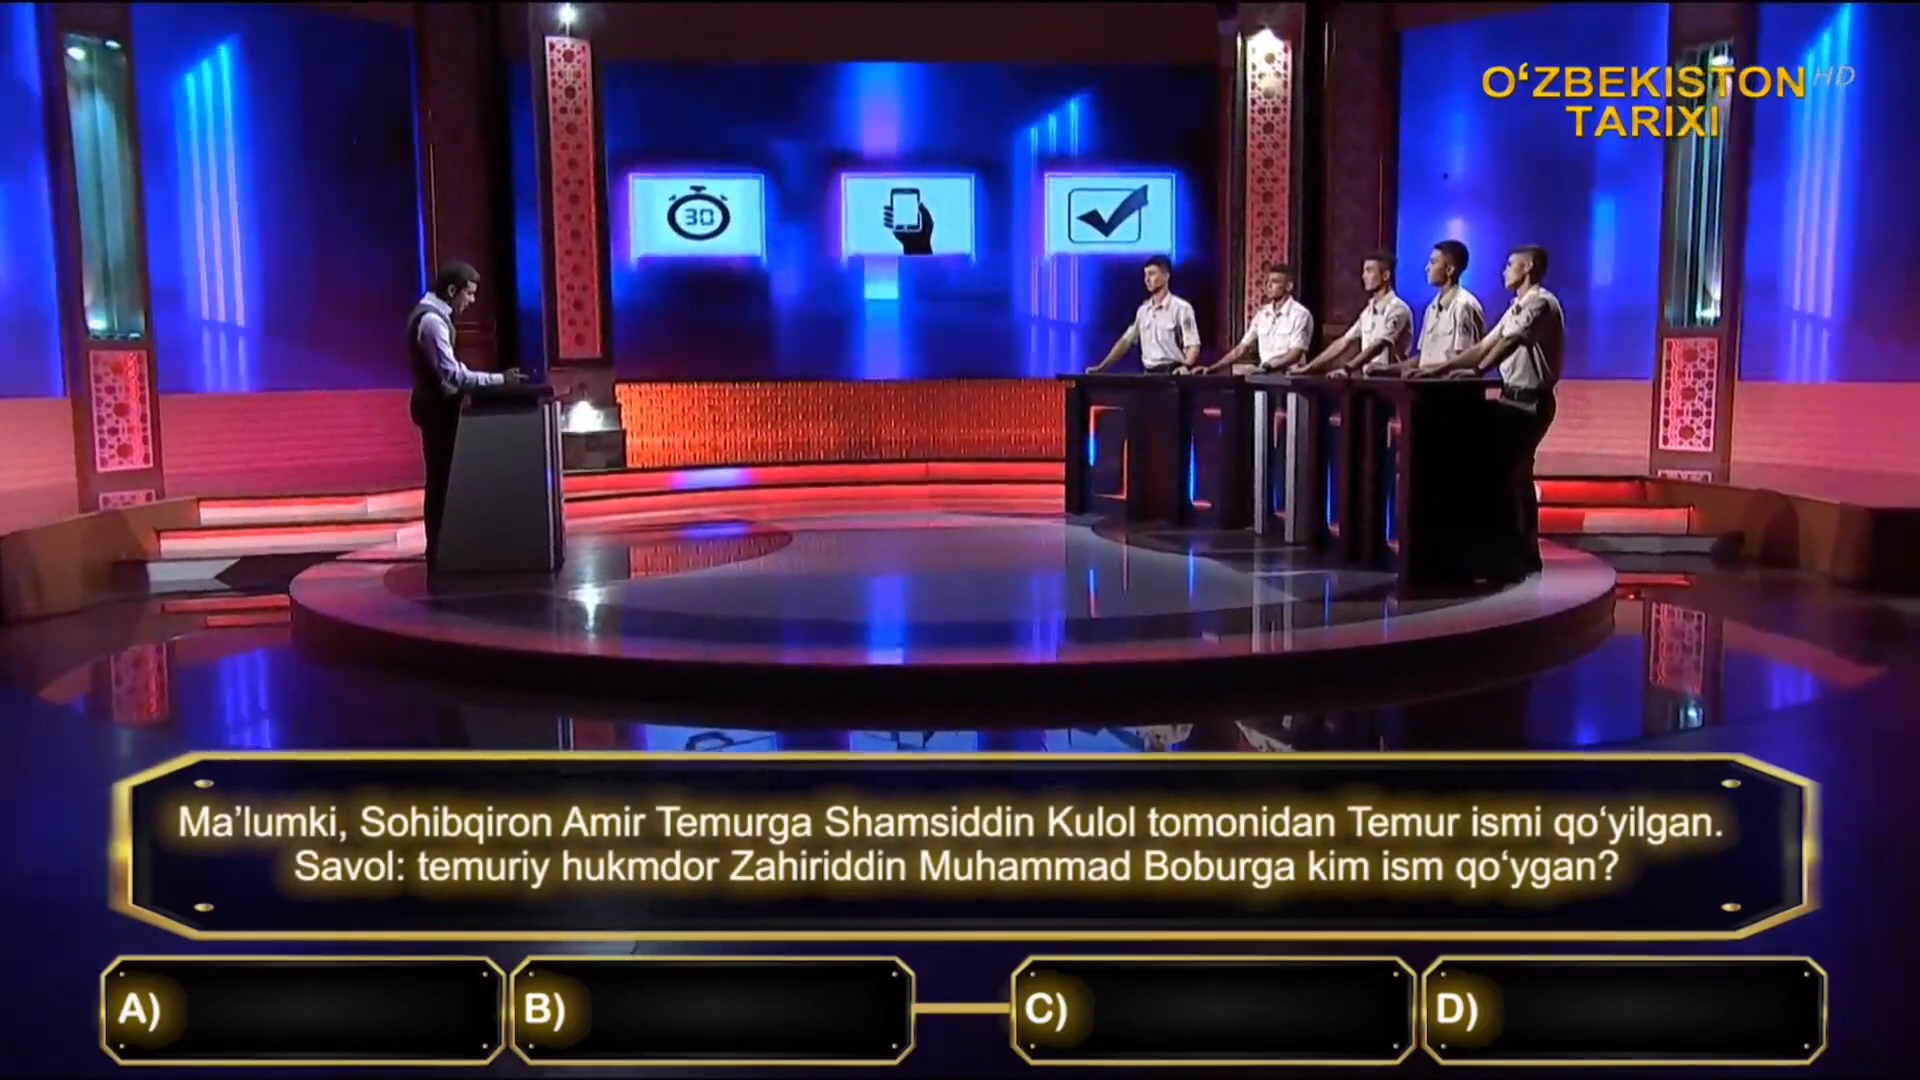 O‘ZBEKISTON HD
TARIXI
30
Ma’lumki, Sohibqiron Amir Temurga Shamsiddin Kulol tomonidan Temur ismi qo‘yilgan.
Savol: temuriy hukmdor Zahiriddin Muhammad Boburga kim ism qo‘ygan?
A)
B)
C)
D)